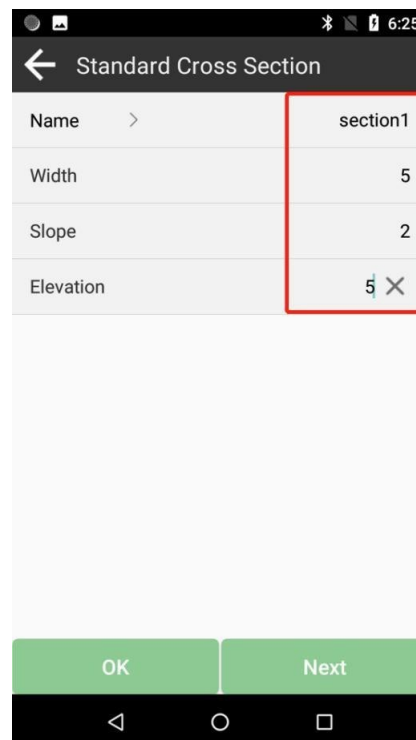 6:25
Standard Cross Section
Name > section1
Width 5
Slope 2
Elevation 5
OK Next